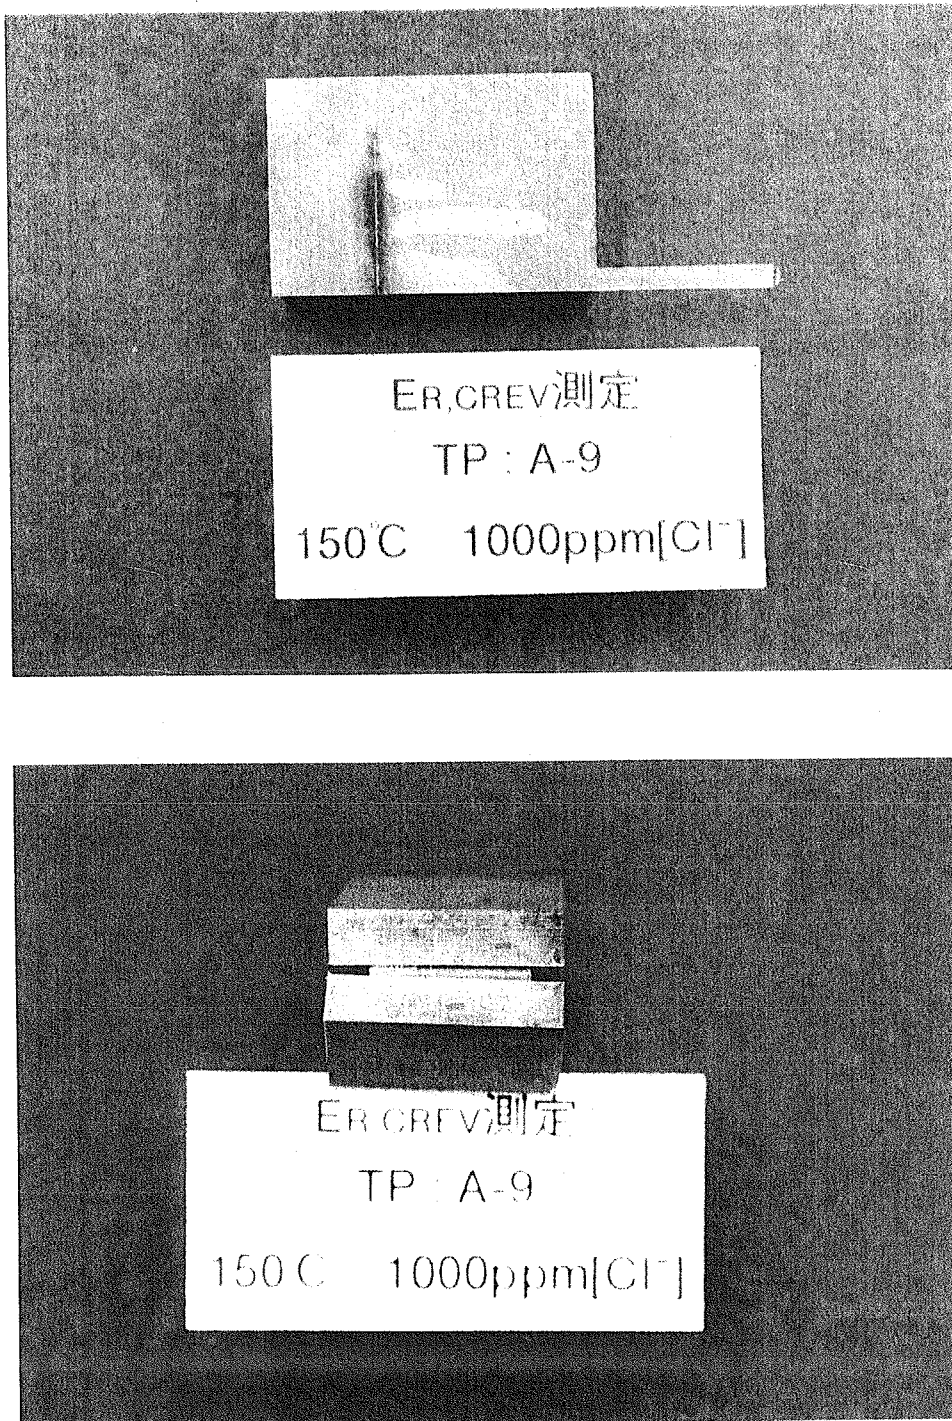 ER,CREV測定
TP : A-9
150℃ 1000ppm[Cl⁻]
ER,CREV測定
TP : A-9
150℃ 1000ppm[Cl⁻]